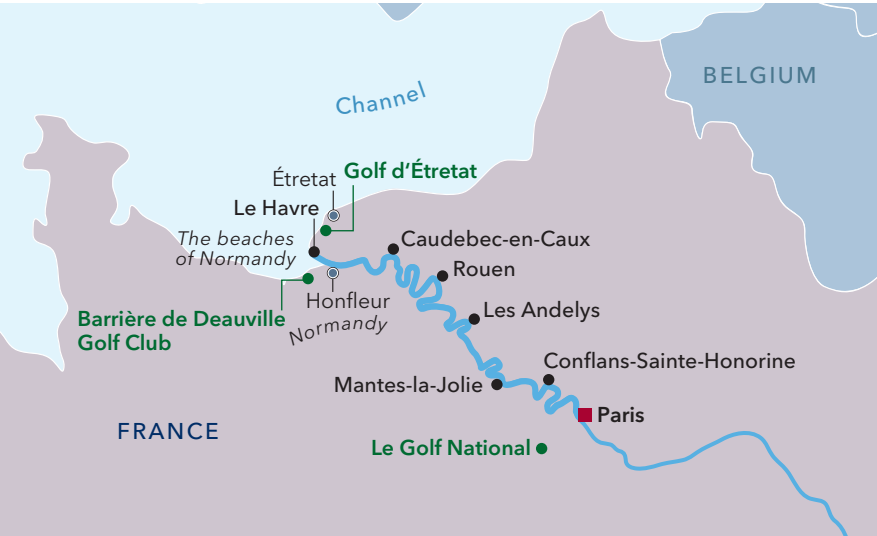 BELGIUM
Channel
Golf d'Étretat
Étretat
Le Havre
The beaches
of Normandy
Caudebec-en-Caux
Rouen
Honfleur
Normandy
Les Andelys
Barrière de Deauville
Golf Club
Conflans-Sainte-Honorine
Mantes-la-Jolie
Paris
FRANCE
Le Golf National